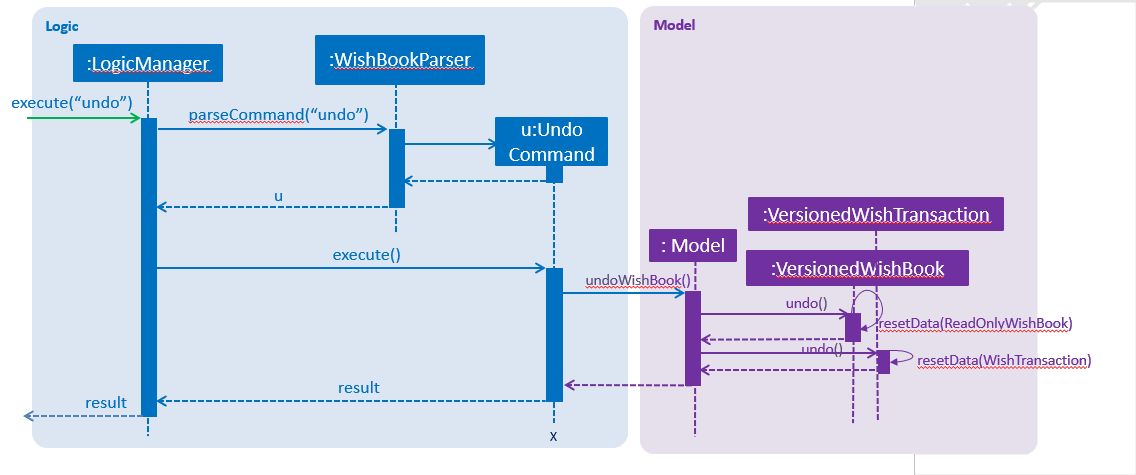 Logic
Model
:LogicManager
:WishBookParser
execute(“undo”)
parseCommand(“undo”)
u:Undo
Command
u
:VersionedWishTransaction
: Model
execute()
:VersionedWishBook
undoWishBook()
undo()
resetData(ReadOnlyWishBook)
undo()
resetData(WishTransaction)
result
result
x